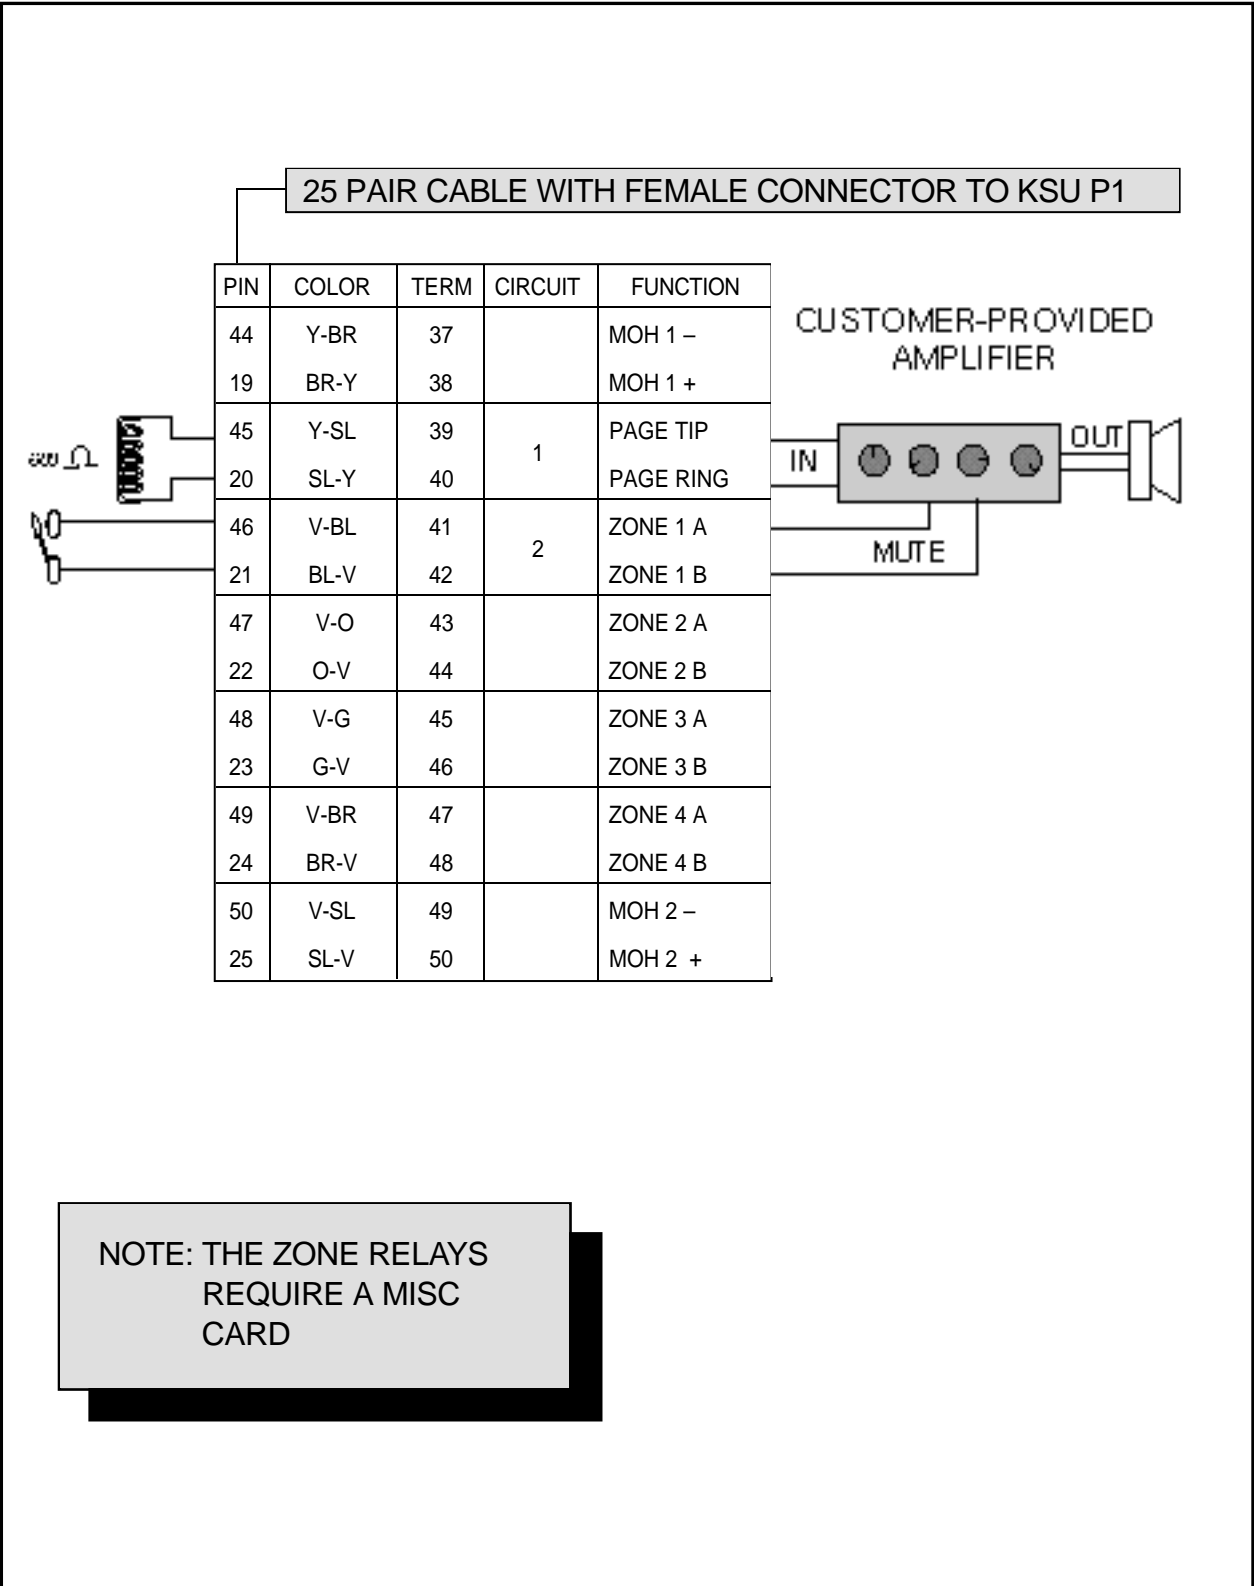 25 PAIR CABLE WITH FEMALE CONNECTOR TO KSU P1
PIN COLOR TERM CIRCUIT FUNCTION
44 Y-BR 37 MOH 1 –
19 BR-Y 38 MOH 1 +
45 Y-SL 39 PAGE TIP
1
20 SL-Y 40 PAGE RING
46 V-BL 41 ZONE 1 A
2
21 BL-V 42 ZONE 1 B
47 V-O 43 ZONE 2 A
22 O-V 44 ZONE 2 B
48 V-G 45 ZONE 3 A
23 G-V 46 ZONE 3 B
49 V-BR 47 ZONE 4 A
24 BR-V 48 ZONE 4 B
50 V-SL 49 MOH 2 –
25 SL-V 50 MOH 2 +
CUSTOMER-PROVIDED
AMPLIFIER
Ω
IN
OUT
MUTE
NOTE: THE ZONE RELAYS
REQUIRE A MISC
CARD